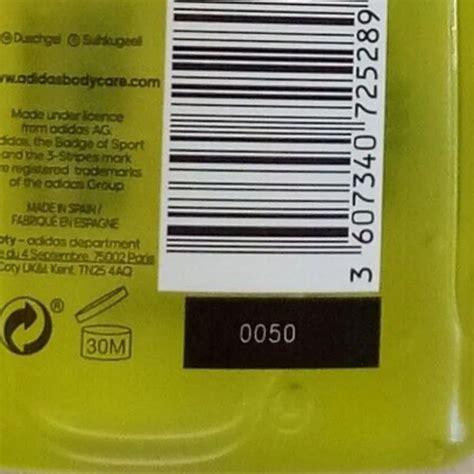 Duschgel Suihkugeeli
www.adidasbodycare.com
Made under licence
from adidas AG.
adidas, the Badge of Sport
and the 3-Stripes mark
are registered trademarks
of the adidas Group.
MADE IN SPAIN /
FABRIQUÉ EN ESPAGNE
Coty - adidas department
du 4 Septembre, 75002 Paris
Coty UK&I Kent, TN25 4AQ
®
30M
3 607340 725289
0050